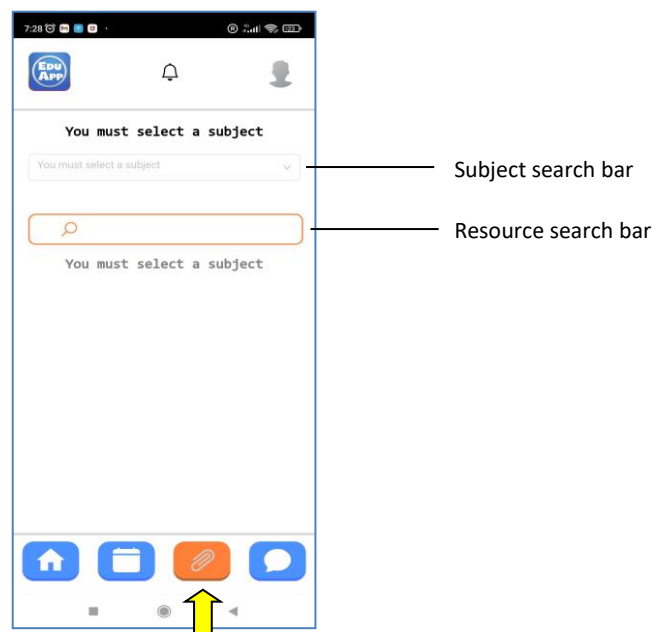 7:28
EDU
APP
You must select a subject
You must select a subject
Subject search bar
Resource search bar
You must select a subject